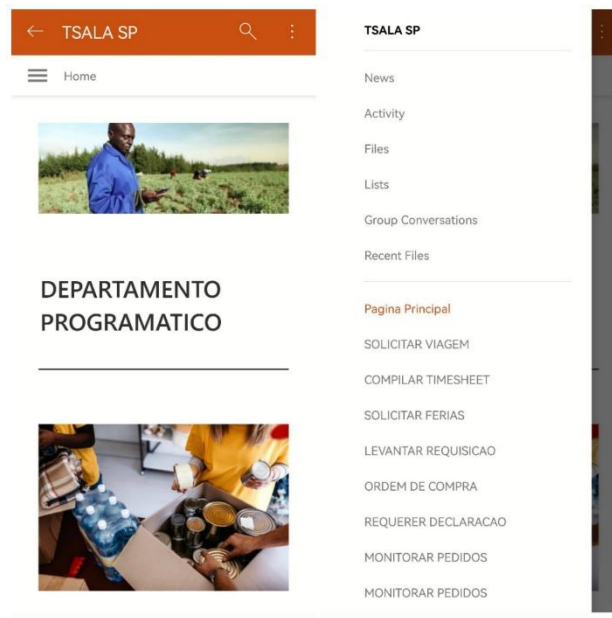 TSALA SP
Home
DEPARTAMENTO
PROGRAMATICO
TSALA SP
News
Activity
Files
Lists
Group Conversations
Recent Files
Pagina Principal
SOLICITAR VIAGEM
COMPILAR TIMESHEET
SOLICITAR FERIAS
LEVANTAR REQUISICAO
ORDEM DE COMPRA
REQUERER DECLARACAO
MONITORAR PEDIDOS
MONITORAR PEDIDOS